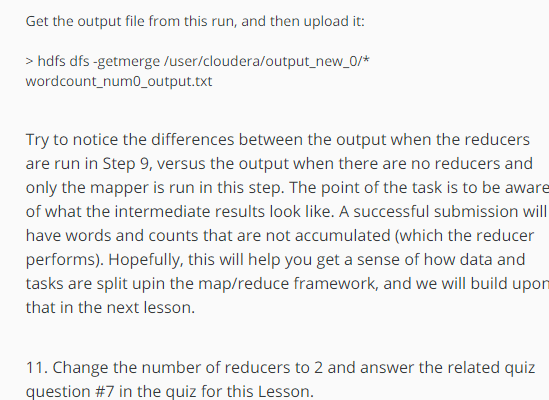 Get the output file from this run, and then upload it:
> hdfs dfs -getmerge /user/cloudera/output_new_0/*
wordcount_num0_output.txt
Try to notice the differences between the output when the reducers
are run in Step 9, versus the output when there are no reducers and
only the mapper is run in this step. The point of the task is to be aware
of what the intermediate results look like. A successful submission will
have words and counts that are not accumulated (which the reducer
performs). Hopefully, this will help you get a sense of how data and
tasks are split upin the map/reduce framework, and we will build upon
that in the next lesson.
11. Change the number of reducers to 2 and answer the related quiz
question #7 in the quiz for this Lesson.